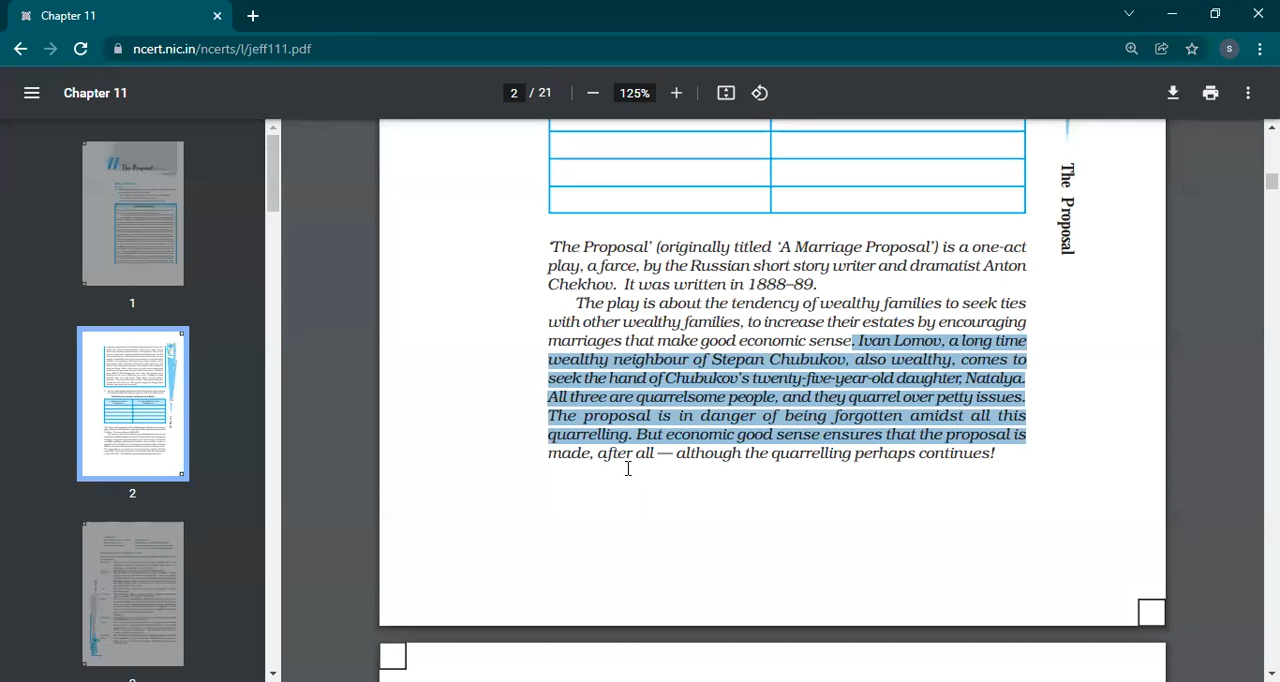 Chapter 11
ncert.nic.in/ncerts/l/jeff111.pdf
S
Chapter 11
2 / 21
125%
11 The Proposal
1
2
The Proposal
'The Proposal' (originally titled 'A Marriage Proposal') is a one-act
play, a farce, by the Russian short story writer and dramatist Anton
Chekhov. It was written in 1888–89.
The play is about the tendency of wealthy families to seek ties
with other wealthy families, to increase their estates by encouraging
marriages that make good economic sense. Ivan Lomov, a long time
wealthy neighbour of Stepan Chubukov, also wealthy, comes to
seek the hand of Chubukov's twenty-five-year-old daughter, Natalya.
All three are quarrelsome people, and they quarrel over petty issues.
The proposal is in danger of being forgotten amidst all this
quarrelling. But economic good sense ensures that the proposal is
made, after all — although the quarrelling perhaps continues!